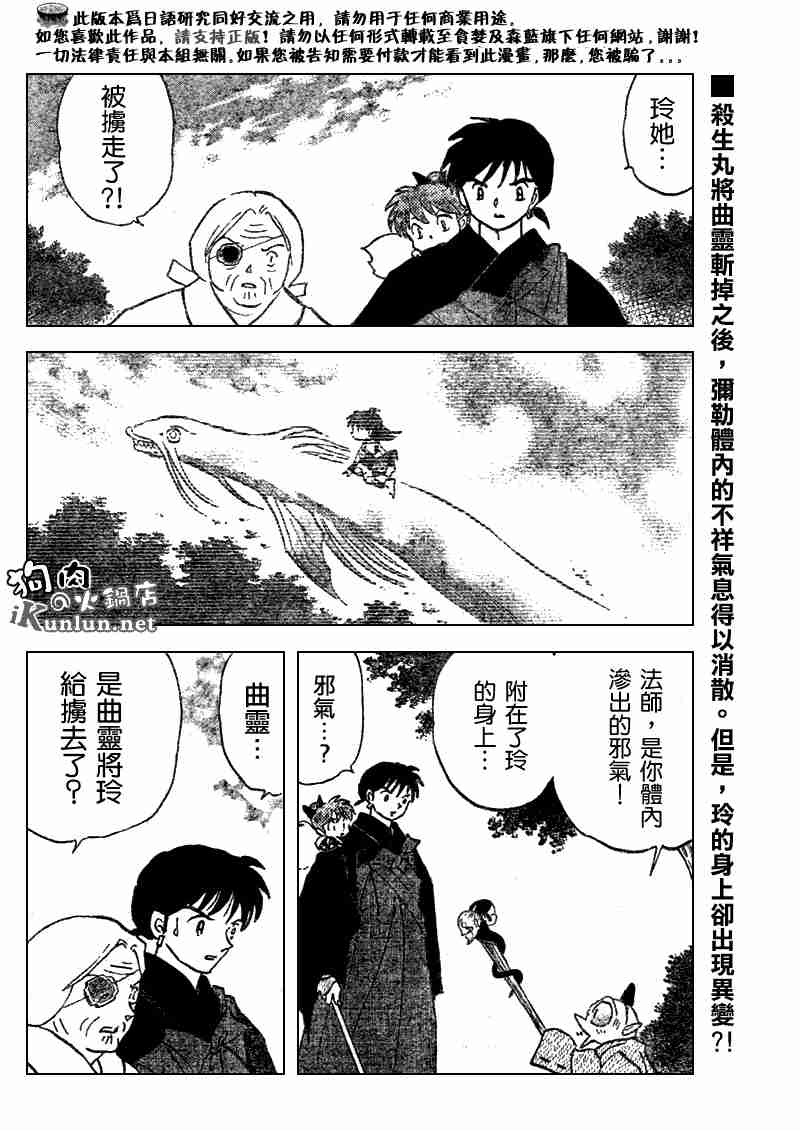 此版本爲日語研究同好交流之用，請勿用于任何商業用途。
如您喜歡此作品，請支持正版！請勿以任何形式轉載至貪婪及森藍旗下任何網站，謝謝！
一切法律責任與本組無關。如果您被告知需要付款才能看到此漫畫，那麽，您被騙了...
■殺生丸將曲靈斬掉之後，彌勒體內的不祥氣息得以消散。但是，玲的身上卻出現異變?!
玲她…
被擄
走了?!
狗肉
の火鍋店
iKunlun.net
法師，是你體內
滲出的邪氣！
附在了玲
的身上…
邪氣…?
曲靈…
是曲靈將玲
給擄去了？